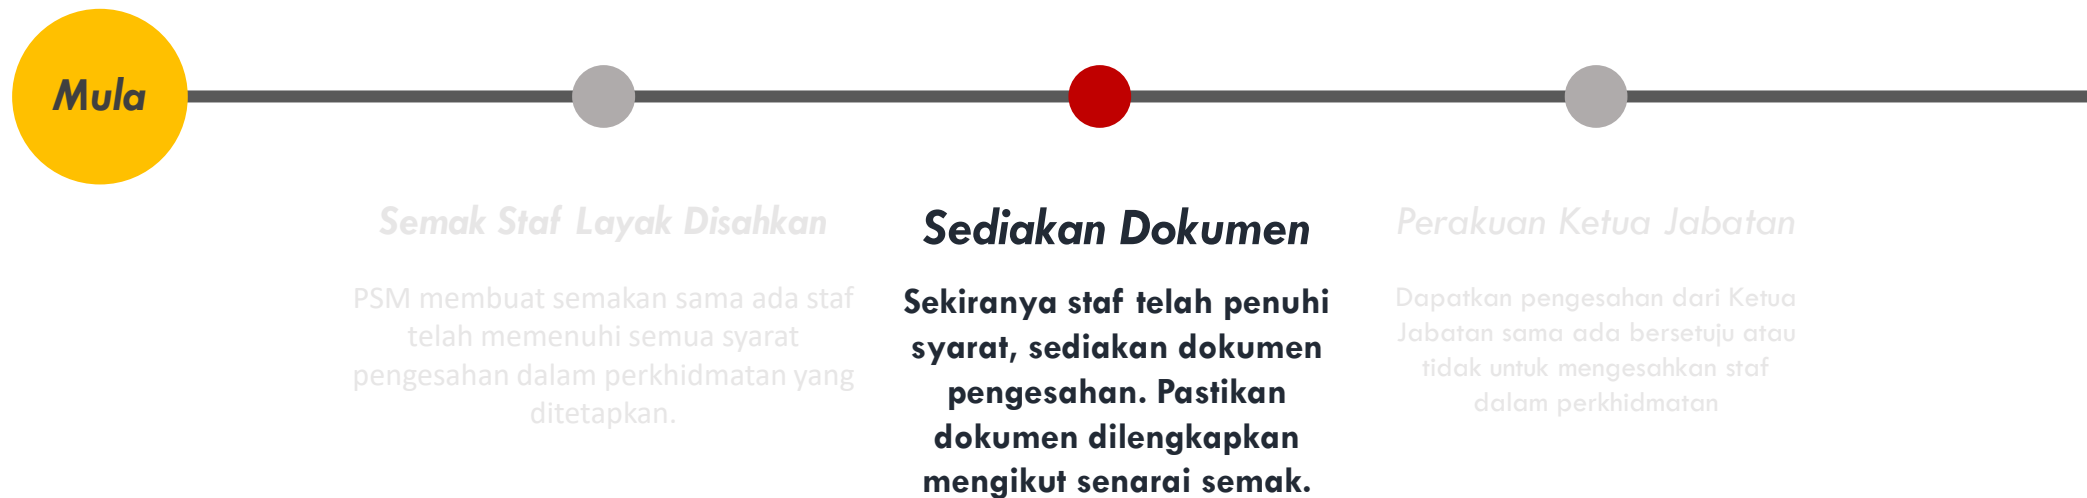 Mula
Semak Staf Layak Disahkan
PSM membuat semakan sama ada staf
telah memenuhi semua syarat
pengesahan dalam perkhidmatan yang
ditetapkan.
Sediakan Dokumen
Sekiranya staf telah penuhi
syarat, sediakan dokumen
pengesahan. Pastikan
dokumen dilengkapkan
mengikut senarai semak.
Perakuan Ketua Jabatan
Dapatkan pengesahan dari Ketua
Jabatan sama ada bersetuju atau
tidak untuk mengesahkan staf
dalam perkhidmatan